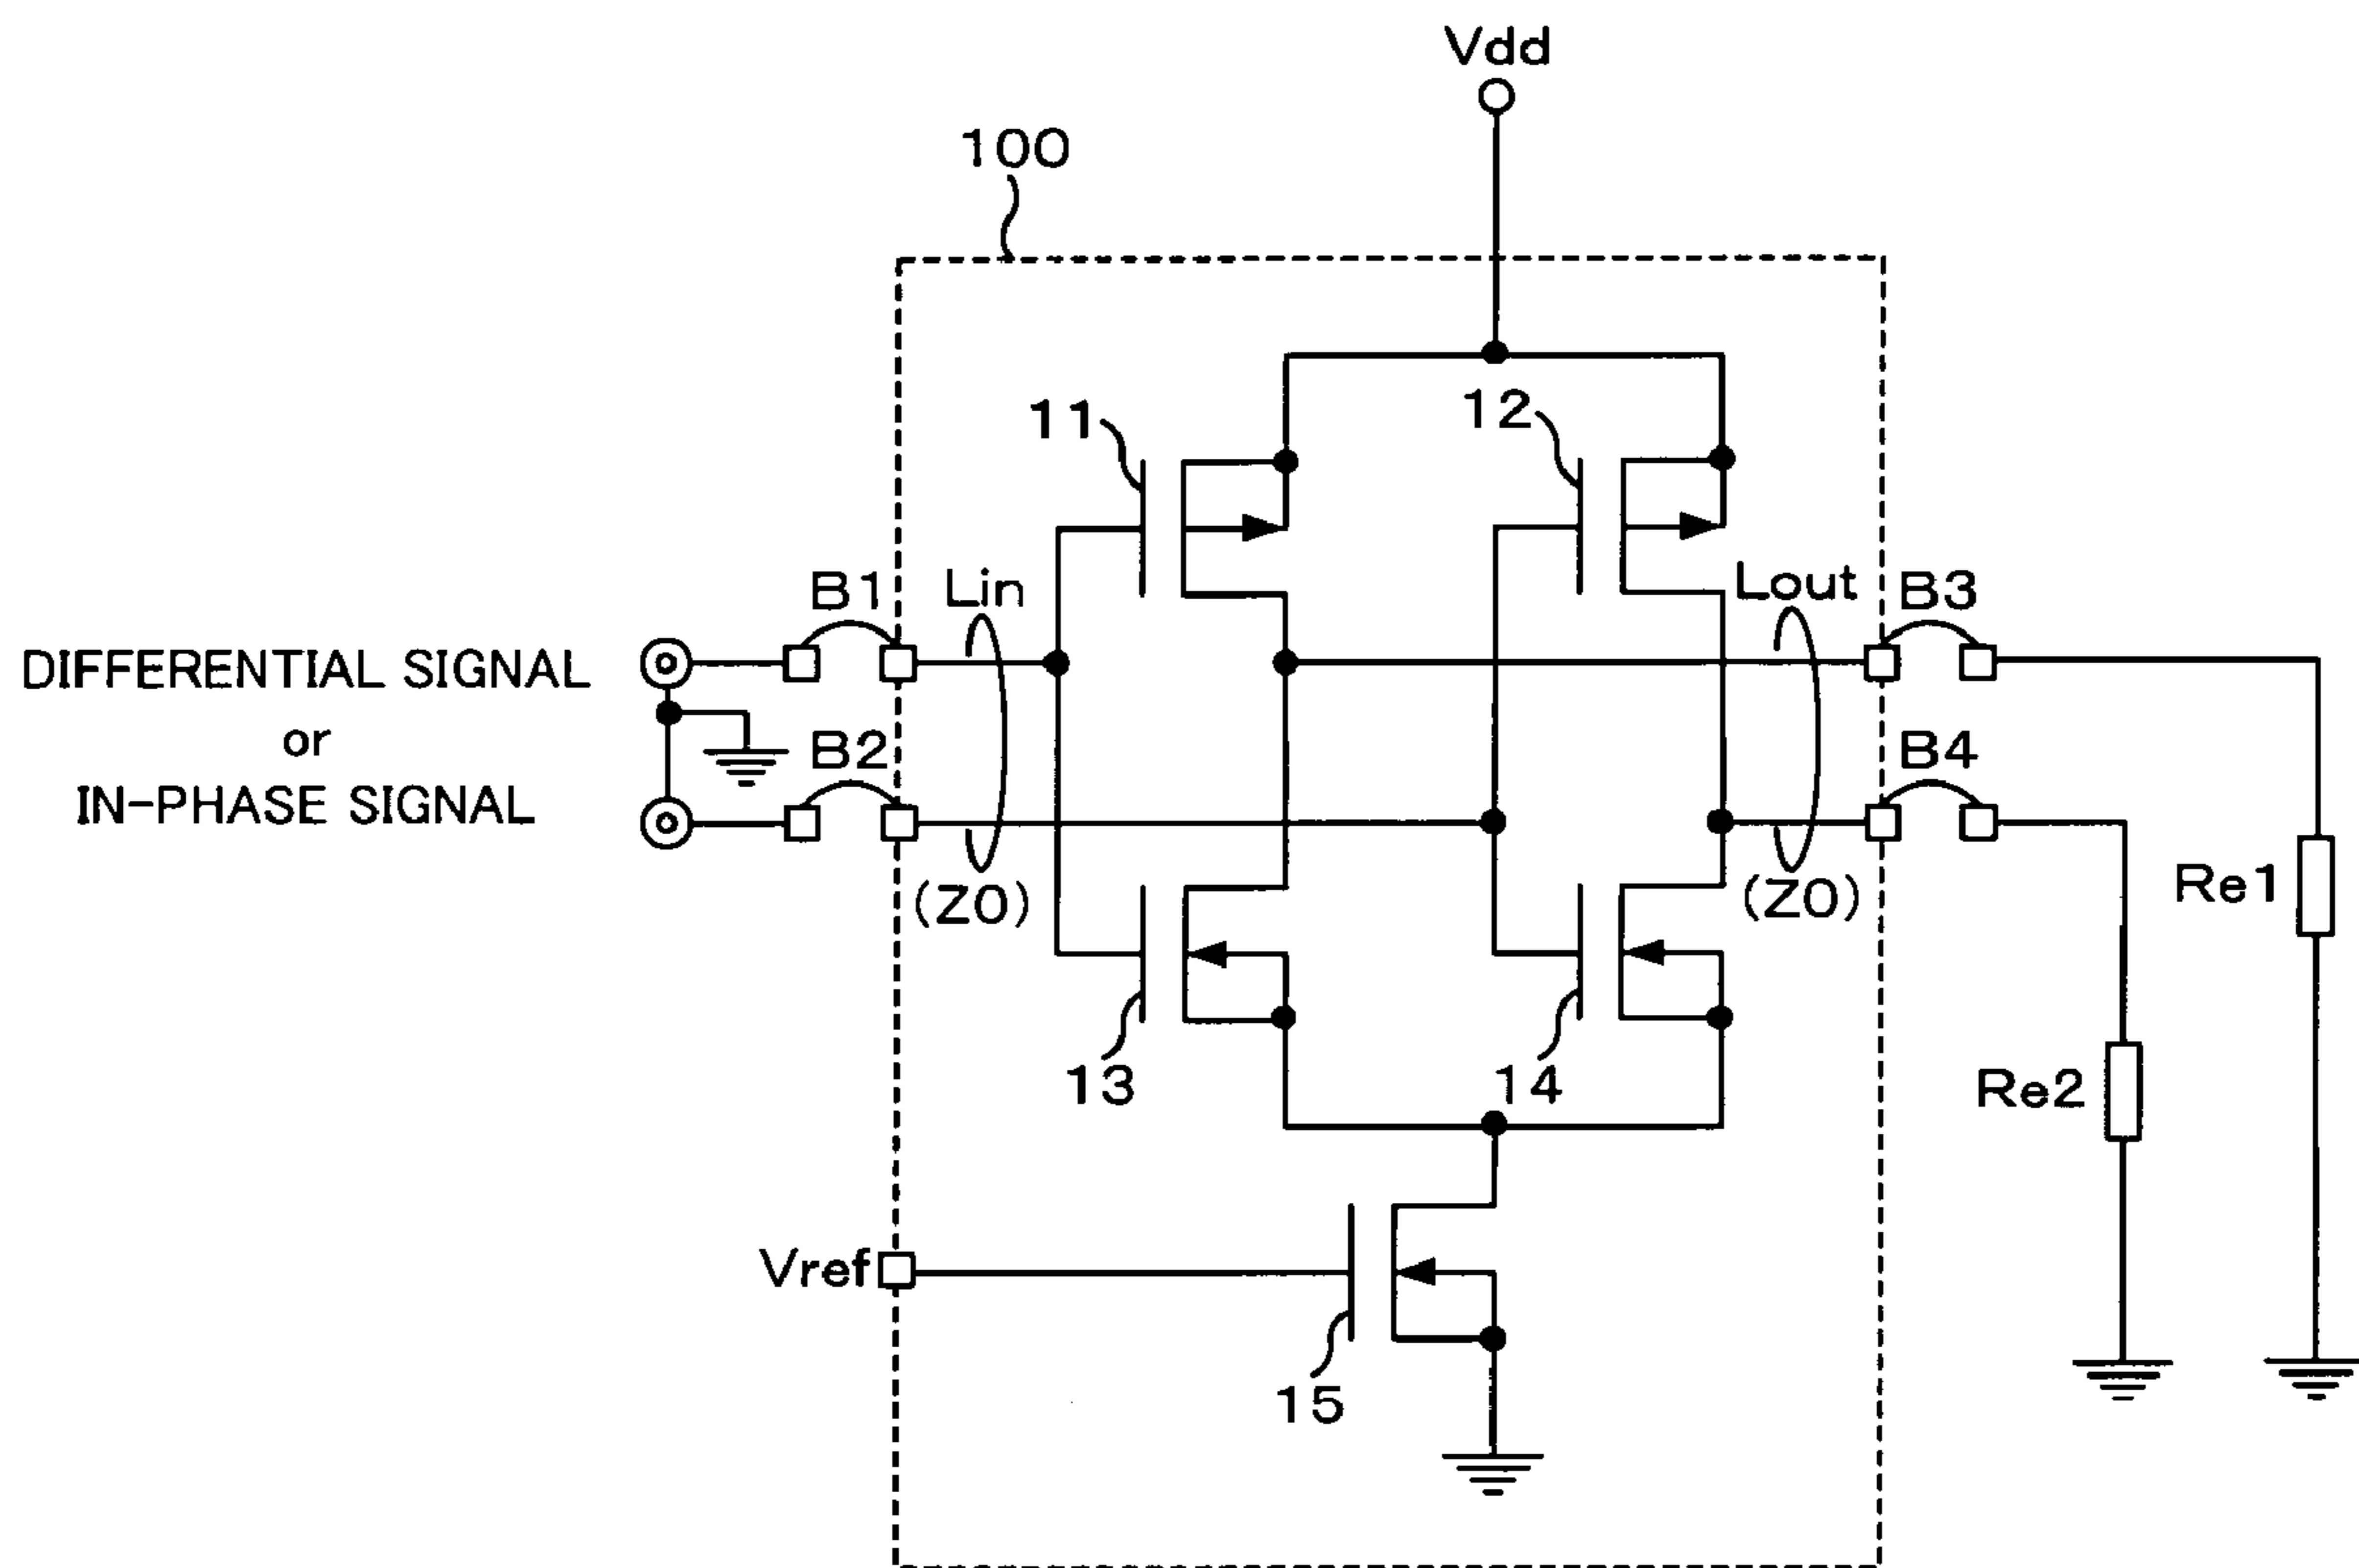 Vdd
100
11
12
B1
Lin
Lout
B3
DIFFERENTIAL SIGNAL
or
IN-PHASE SIGNAL
B2
B4
(Z0)
(Z0)
Re1
13
14
Re2
Vref
15